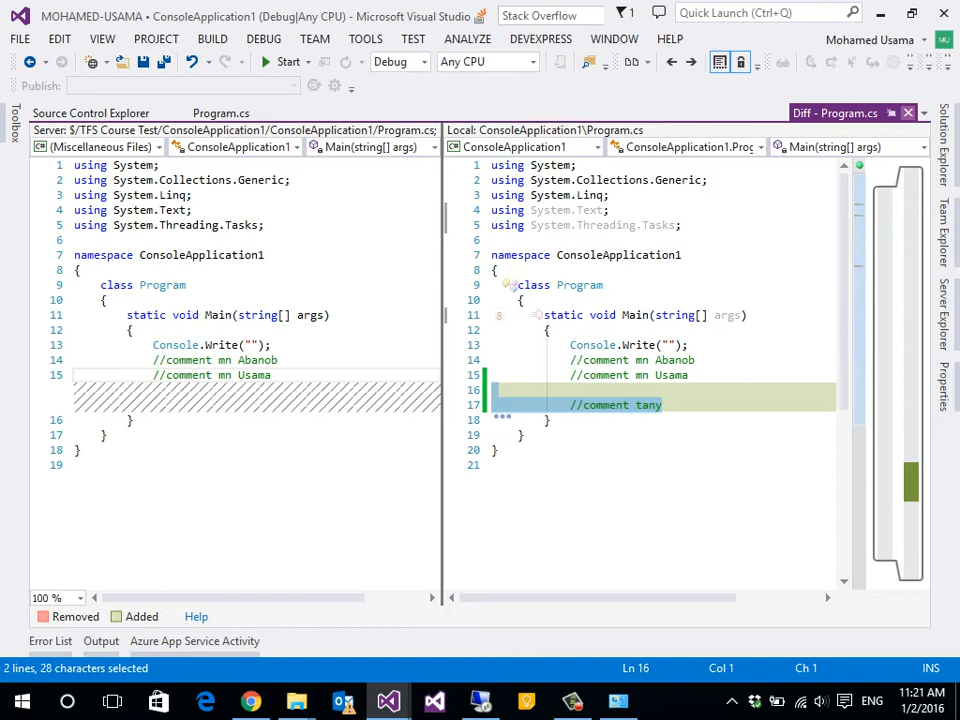 MOHAMED-USAMA ▸ ConsoleApplication1 (Debug|Any CPU) - Microsoft Visual Studio
Stack Overflow
1
Quick Launch (Ctrl+Q)
FILE EDIT VIEW PROJECT BUILD DEBUG TEAM TOOLS TEST ANALYZE DEVEXPRESS WINDOW HELP
Mohamed Usama MU
Start Debug Any CPU
Publish:
Toolbox
Source Control Explorer Program.cs Diff - Program.cs
Server: $/TFS Course Test/ConsoleApplication1/ConsoleApplication1/Program.cs;
(Miscellaneous Files) ConsoleApplication1 Main(string[] args)
1 using System;
2 using System.Collections.Generic;
3 using System.Linq;
4 using System.Text;
5 using System.Threading.Tasks;
6
7 namespace ConsoleApplication1
8 {
9 class Program
10 {
11 static void Main(string[] args)
12 {
13 Console.Write("");
14 //comment mn Abanob
15 //comment mn Usama
16 }
17 }
18 }
19
100 %
Local: ConsoleApplication1\Program.cs
ConsoleApplication1 ConsoleApplication1.Prog Main(string[] args)
1 using System;
2 using System.Collections.Generic;
3 using System.Linq;
4 using System.Text;
5 using System.Threading.Tasks;
6
7 namespace ConsoleApplication1
8 {
9 class Program
10 {
11 static void Main(string[] args)
12 {
13 Console.Write("");
14 //comment mn Abanob
15 //comment mn Usama
16
17 //comment tany
18 }
19 }
20 }
21
Solution Explorer
Team Explorer
Server Explorer
Properties
Removed Added Help
Error List Output Azure App Service Activity
2 lines, 28 characters selected Ln 16 Col 1 Ch 1 INS
ENG
11:21 AM
1/2/2016